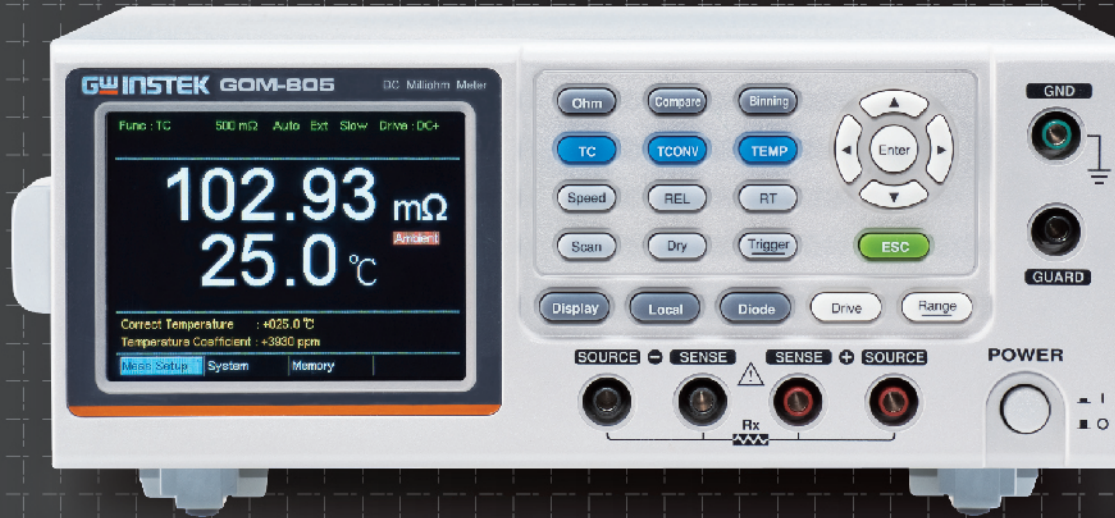 GWINSTEK GOM-805 DC Milliohm Meter
Func : TC 500 mΩ Auto Ext Slow Drive : DC+
102.93 mΩ
Ambient
25.0 °C
Correct Temperature : +025.0 °C
Temperature Coefficient : +3930 ppm
Meas Setup System Memory
Ohm Compare Binning
TC TCONV TEMP
Speed REL RT
Scan Dry Trigger
Enter
ESC
Display Local Diode Drive Range
SOURCE - SENSE SENSE + SOURCE
Rx
GND
GUARD
POWER
I
O